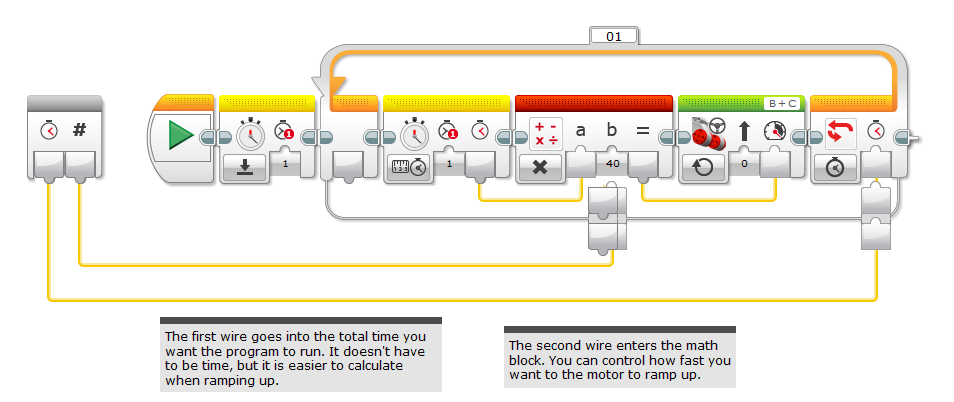 01
B + C
#
1
1
1
1
a b =
40
0
The first wire goes into the total time you
want the program to run. It doesn't have
to be time, but it is easier to calculate
when ramping up.
The second wire enters the math
block. You can control how fast you
want to the motor to ramp up.